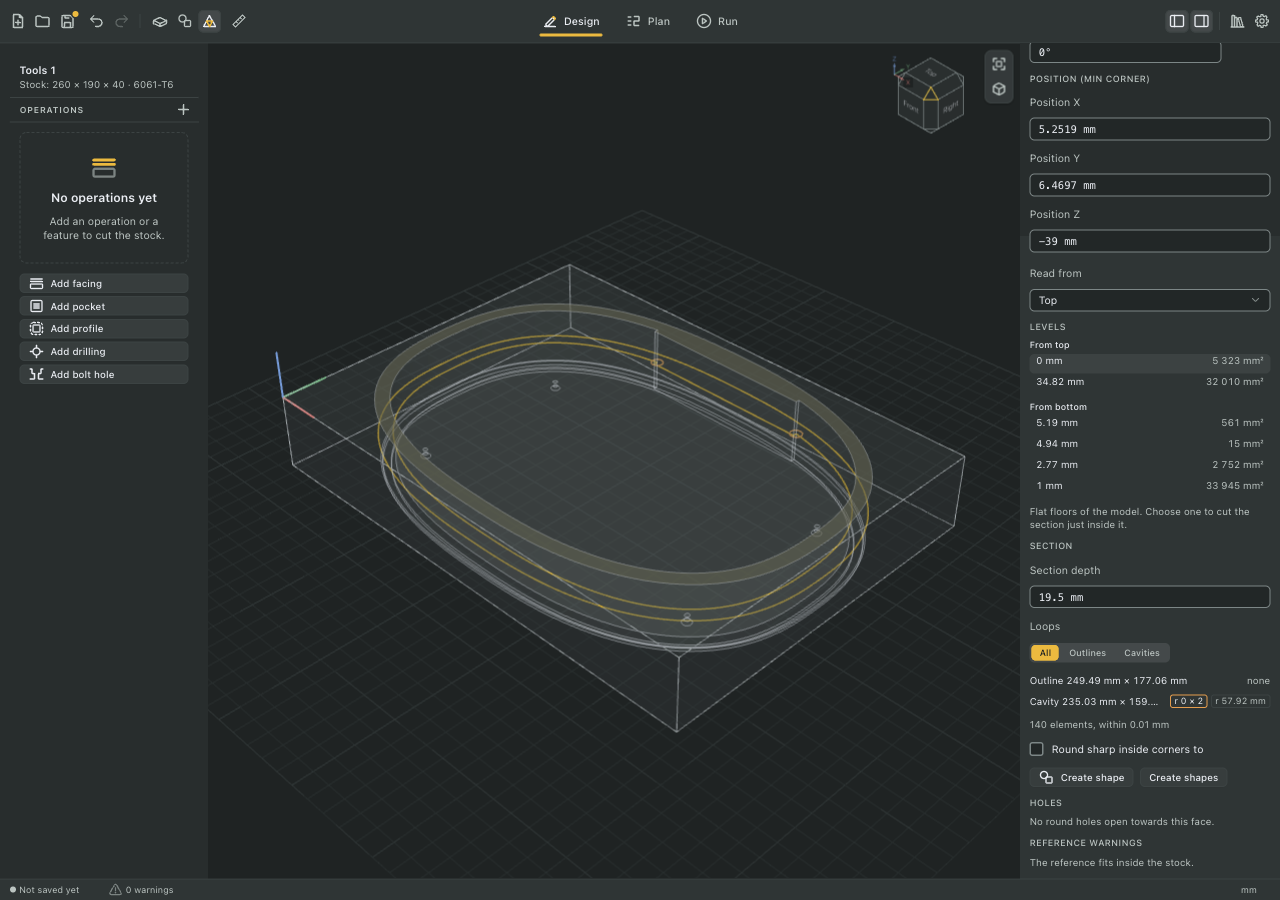 Design
Plan
Run
Tools 1
Stock: 260 × 190 × 40 · 6061-T6
OPERATIONS
No operations yet
Add an operation or a
feature to cut the stock.
Add facing
Add pocket
Add profile
Add drilling
Add bolt hole
Top
Front
Right
0°
POSITION (MIN CORNER)
Position X
5.2519 mm
Position Y
6.4697 mm
Position Z
−39 mm
Read from
Top
LEVELS
From top
0 mm 5 323 mm²
34.82 mm 32 010 mm²
From bottom
5.19 mm 561 mm²
4.94 mm 15 mm²
2.77 mm 2 752 mm²
1 mm 33 945 mm²
Flat floors of the model. Choose one to cut the
section just inside it.
SECTION
Section depth
19.5 mm
Loops
All Outlines Cavities
Outline 249.49 mm × 177.06 mm none
Cavity 235.03 mm × 159.… r 0 × 2 r 57.92 mm
140 elements, within 0.01 mm
Round sharp inside corners to
Create shape Create shapes
HOLES
No round holes open towards this face.
REFERENCE WARNINGS
The reference fits inside the stock.
Not saved yet
0 warnings
mm